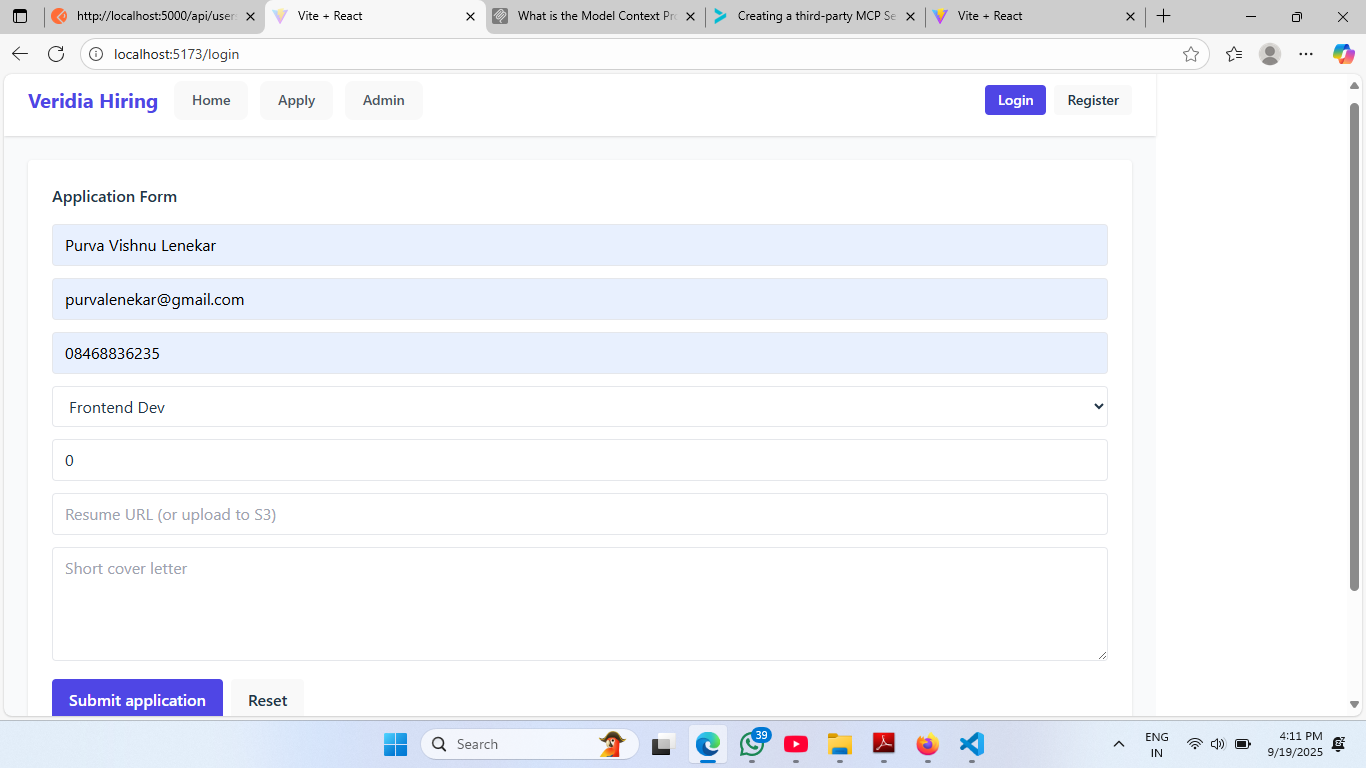 http://localhost:5000/api/user
Vite + React
What is the Model Context Pro
Creating a third-party MCP Se
Vite + React
localhost:5173/login
Veridia Hiring
Home
Apply
Admin
Login
Register
Application Form
Purva Vishnu Lenekar
purvalenekar@gmail.com
08468836235
Frontend Dev
0
Resume URL (or upload to S3)
Short cover letter
Submit application
Reset
Search
39
ENG
IN
4:11 PM
9/19/2025